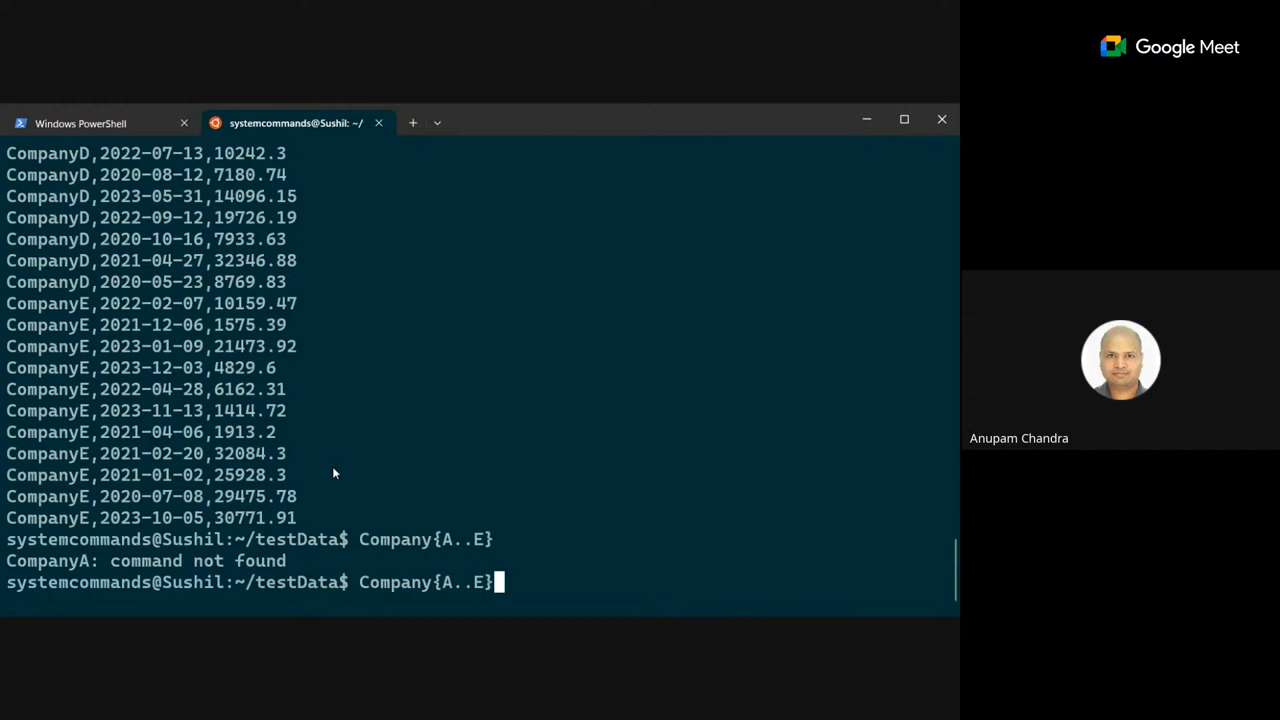 Google Meet
Windows PowerShell
systemcommands@Sushil: ~/
CompanyD,2022-07-13,10242.3
CompanyD,2020-08-12,7180.74
CompanyD,2023-05-31,14096.15
CompanyD,2022-09-12,19726.19
CompanyD,2020-10-16,7933.63
CompanyD,2021-04-27,32346.88
CompanyD,2020-05-23,8769.83
CompanyE,2022-02-07,10159.47
CompanyE,2021-12-06,1575.39
CompanyE,2023-01-09,21473.92
CompanyE,2023-12-03,4829.6
CompanyE,2022-04-28,6162.31
CompanyE,2023-11-13,1414.72
CompanyE,2021-04-06,1913.2
CompanyE,2021-02-20,32084.3
CompanyE,2021-01-02,25928.3
CompanyE,2020-07-08,29475.78
CompanyE,2023-10-05,30771.91
systemcommands@Sushil:~/testData$ Company{A..E}
CompanyA: command not found
systemcommands@Sushil:~/testData$ Company{A..E}
Anupam Chandra